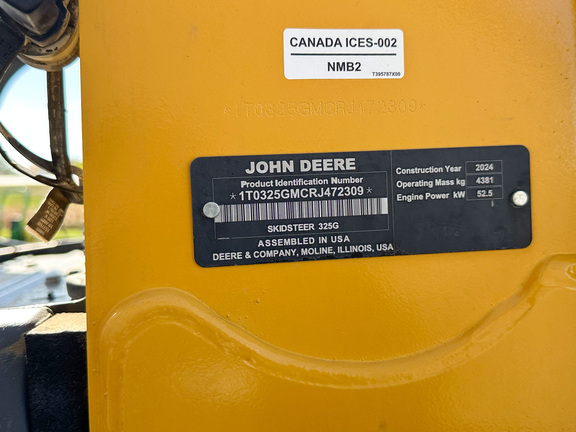 CANADA ICES-002
NMB2
T395787X00
*1T0325GMCRJ472309*
JOHN DEERE
Product Identification Number
*1T0325GMCRJ472309*
SKIDSTEER 325G
ASSEMBLED IN USA
DEERE & COMPANY, MOLINE, ILLINOIS, USA
Construction Year 2024
Operating Mass kg 4381
Engine Power kW 52.5